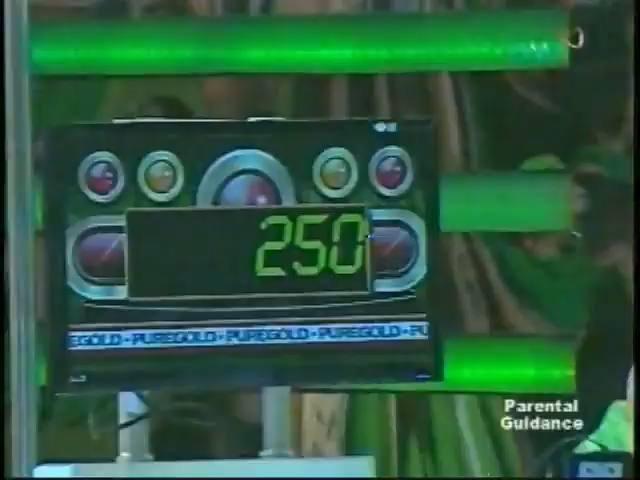 250
EGOLD • PUREGOLD • PUREGOLD • PUREGOLD • PU
Parental
Guidance